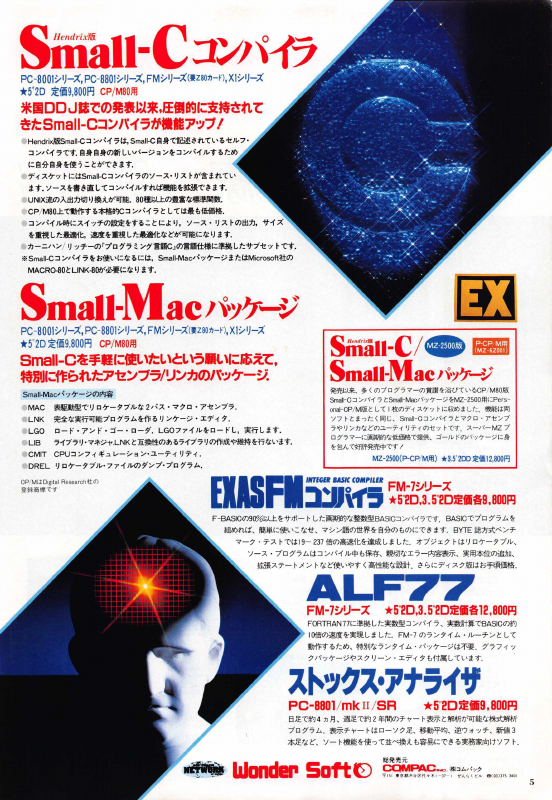 Hendrix版
Small-Cコンパイラ
PC-8001シリーズ,PC-8801シリーズ,FMシリーズ(要Z80カード),X1シリーズ
★5"2D 定価9,800円 CP/M80用
米国DDJ誌での発表以来,圧倒的に支持されて
きたSmall-Cコンパイラが機能アップ!
●Hendrix版Small-Cコンパイラは,Small-C自身で記述されているセルフ・
コンパイラです。自身自身の新しいバージョンをコンパイルするため
に自分自身を使うことができます。
●ディスケットにはSmall-Cコンパイラのソース・リストが含まれてい
ます。ソースを書き直してコンパイルすれば機能を拡張できます。
●UNIX流の入出力切り換えが可能。80種以上の豊富な標準関数。
●CP/M80上で動作する本格的Cコンパイラとしては最も低価格。
●コンパイル時にスイッチの設定をすることにより,ソース・リストの出力,サイズ
を重視した最適化,速度を重視した最適化などが可能になります。
●カーニハン/リッチーの「プログラミング言語C」の言語仕様に準拠したサブセットです。
※Small-Cコンパイラをお使いになるには,Small-MacパッケージまたはMicrosoft社の
MACRO-80とLINK-80が必要になります。
EX
Small-Macパッケージ
PC-8001シリーズ,PC-8801シリーズ,FMシリーズ(要Z80カード),X1シリーズ
★5"2D 定価9,800円 CP/M80用
Small-Cを手軽に使いたいという願いに応えて,
特別に作られたアセンブラ/リンカのパッケージ。
Small-Macパッケージの内容
●MAC 表駆動型でリロケータブルな2パス・マクロ・アセンブラ。
●LNK 完全な実行可能プログラムを作るリンケージ・エディタ。
●LGO ロード・アンド・ゴー・ローダ。LGOファイルをロードし,実行します。
●LIB ライブラリ・マネジャLNKと互換性のあるライブラリの作成や維持を行ないます。
●CMIT CPUコンフィギュレーション・ユーティリティ。
●DREL リロケータブル・ファイルのダンプ・プログラム。
CP/MはDigital Research社の
登録商標です
Hendrix版
Small-C/
MZ-2500版
P-CP/M用
(MZ-6Z001)
Small-Macパッケージ
発売以来,多くのプログラマーの賞讃を浴びているCP/M80版
Small-CコンパイラとSmall-MacパッケージをMZ-2500用にPers-
onal-CP/M版として1枚のディスケットに収めました。機能は両
ソフトとまったく同じ,Small-Cコンパイラとマクロ・アセンブ
ラやリンカなどのユーティリティのセットです。スーパーMZプ
ログラマーに画期的な低価格で提供。ゴールドのパッケージに身
を包んで好評発売中です!
MZ-2500(P-CP/M用) ★3.5"2DD 12,800円
EXAS FM INTEGER BASIC COMPILER コンパイラ
FM-7シリーズ
★5"2D,3.5"2D定価各9,800円
F-BASICの90%以上をサポートした画期的な整数型BASICコンパイラです。BASICでプログラムを
組めれば,簡単に使いこなせ,マシン語の世界を自分のものにできます。BYTE誌方式ベンチ
マーク・テストでは19〜237倍の高速化を達成しました。オブジェクトはリロケータブル,
ソース・プログラムはコンパイル中も保存,親切なエラー内容表示,実用本位の追加,
拡張ステートメントなど使いやすく高性能な設計。さらにディスク版はお手頃価格。
ALF77
FM-7シリーズ ★5"2D,3.5"2D定価各12,800円
FORTRAN77に準拠した実数型コンパイラ。実数計算でBASICの約
10倍の速度を実現しました。FM-7のランタイム・ルーチンとして
動作するため,特別なランタイム・パッケージは不要。グラフィッ
クパッケージやスクリーン・エディタも付属しています。
ストックス・アナライザ
PC-8801/mkII/SR ★5"2D定価9,800円
日足で約4ヵ月,週足で約2年間のチャート表示と解析が可能な株式解析
プログラム。表示チャートはローソク足,移動平均,逆ウォッチ,新値3
本足など。ソート機能を使って並べ換えも容易にできる実務家向けソフト。
NETWORK
Wonder Soft
総発売元
COMPAC (株)コムパック
5